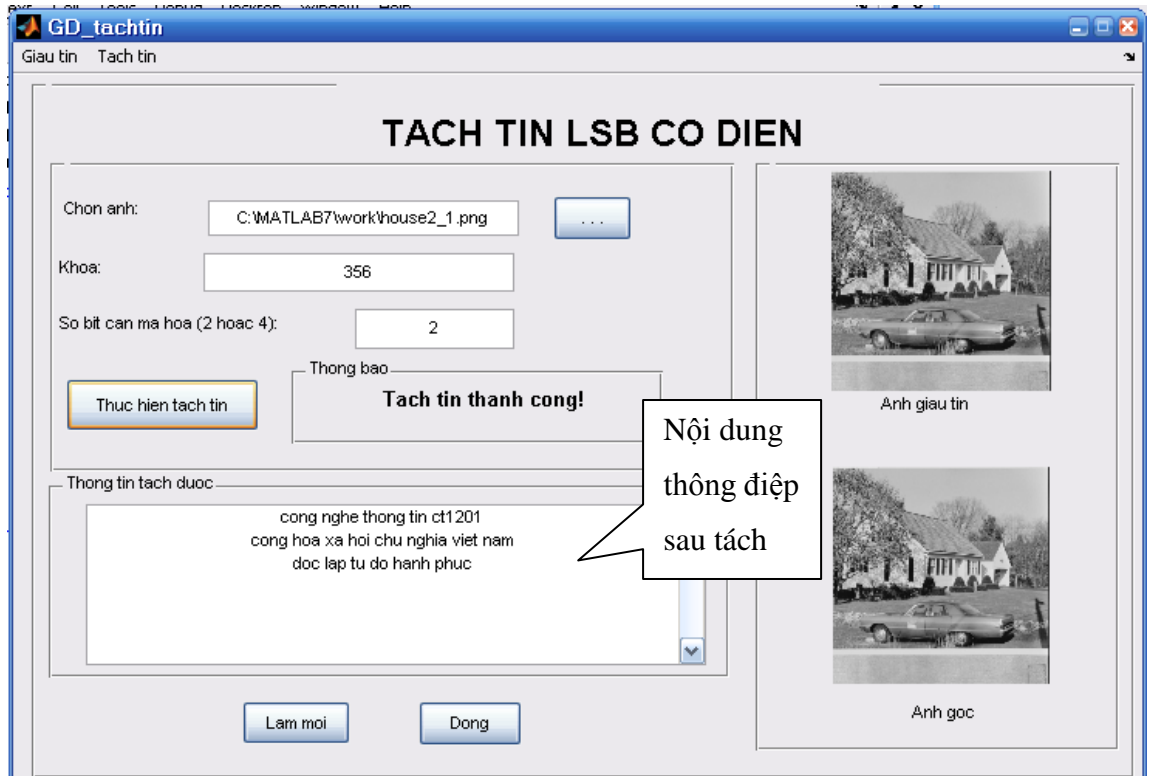 GD_tachtin
Giau tin Tach tin
TACH TIN LSB CO DIEN
Chon anh:
C:\MATLAB7\work\house2_1.png
...
Khoa:
356
So bit can ma hoa (2 hoac 4):
2
Thuc hien tach tin
Thong bao
Tach tin thanh cong!
Anh giau tin
Nội dung
thông điệp
sau tách
Thong tin tach duoc
cong nghe thong tin ct1201
cong hoa xa hoi chu nghia viet nam
doc lap tu do hanh phuc
Lam moi
Dong
Anh goc